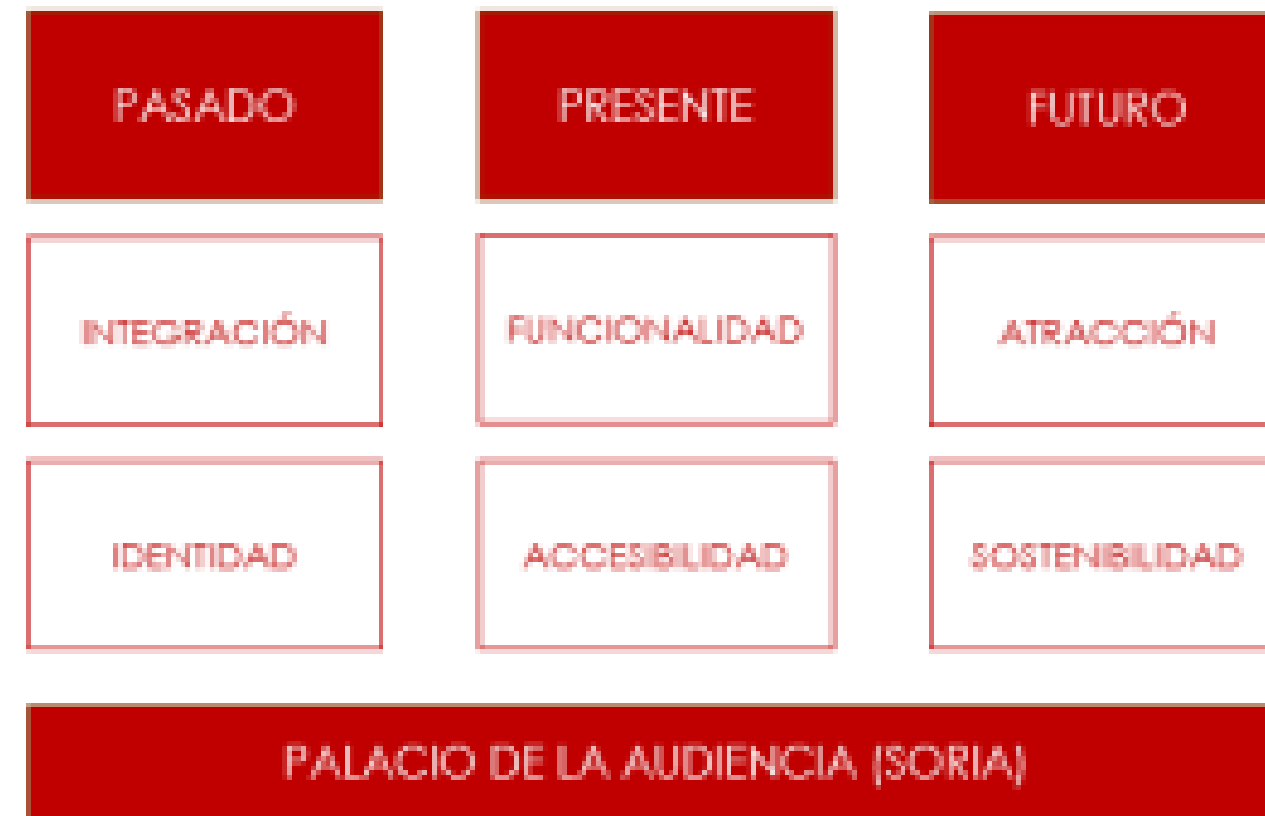 PASADO
PRESENTE
FUTURO
INTEGRACIÓN
FUNCIONALIDAD
ATRACCIÓN
IDENTIDAD
ACCESIBILIDAD
SOSTENIBILIDAD
PALACIO DE LA AUDIENCIA (SORIA)